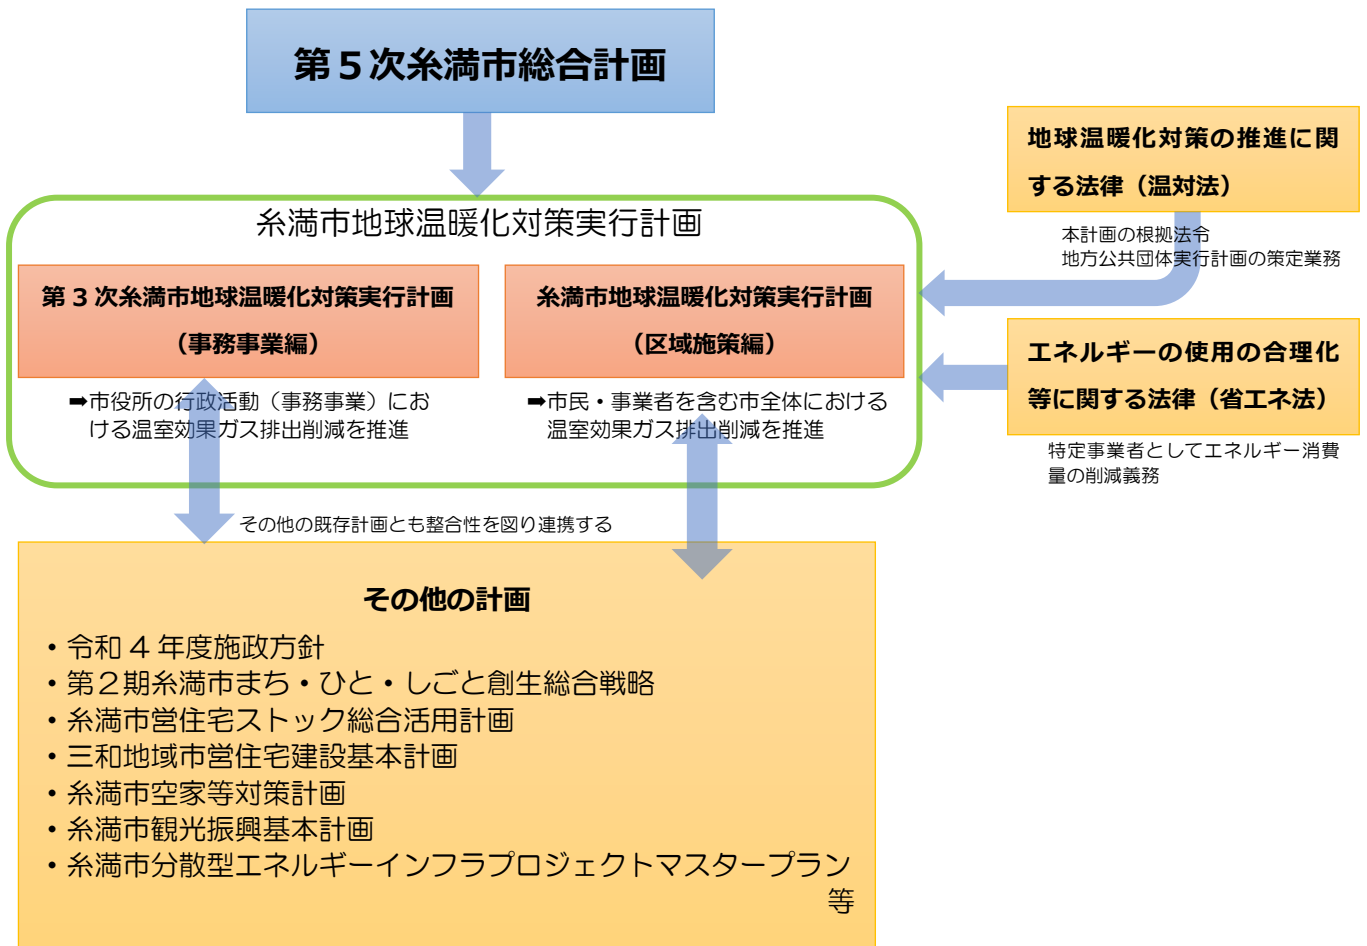 第5次糸満市総合計画
地球温暖化対策の推進に関
する法律（温対法）
本計画の根拠法令
地方公共団体実行計画の策定業務
糸満市地球温暖化対策実行計画
第3次糸満市地球温暖化対策実行計画
（事務事業編）
➡市役所の行政活動（事務事業）にお
ける温室効果ガス排出削減を推進
糸満市地球温暖化対策実行計画
（区域施策編）
➡市民・事業者を含む市全体における
温室効果ガス排出削減を推進
エネルギーの使用の合理化
等に関する法律（省エネ法）
特定事業者としてエネルギー消費
量の削減義務
その他の既存計画とも整合性を図り連携する
その他の計画
・令和4年度施政方針
・第2期糸満市まち・ひと・しごと創生総合戦略
・糸満市営住宅ストック総合活用計画
・三和地域市営住宅建設基本計画
・糸満市空家等対策計画
・糸満市観光振興基本計画
・糸満市分散型エネルギーインフラプロジェクトマスタープラン
等